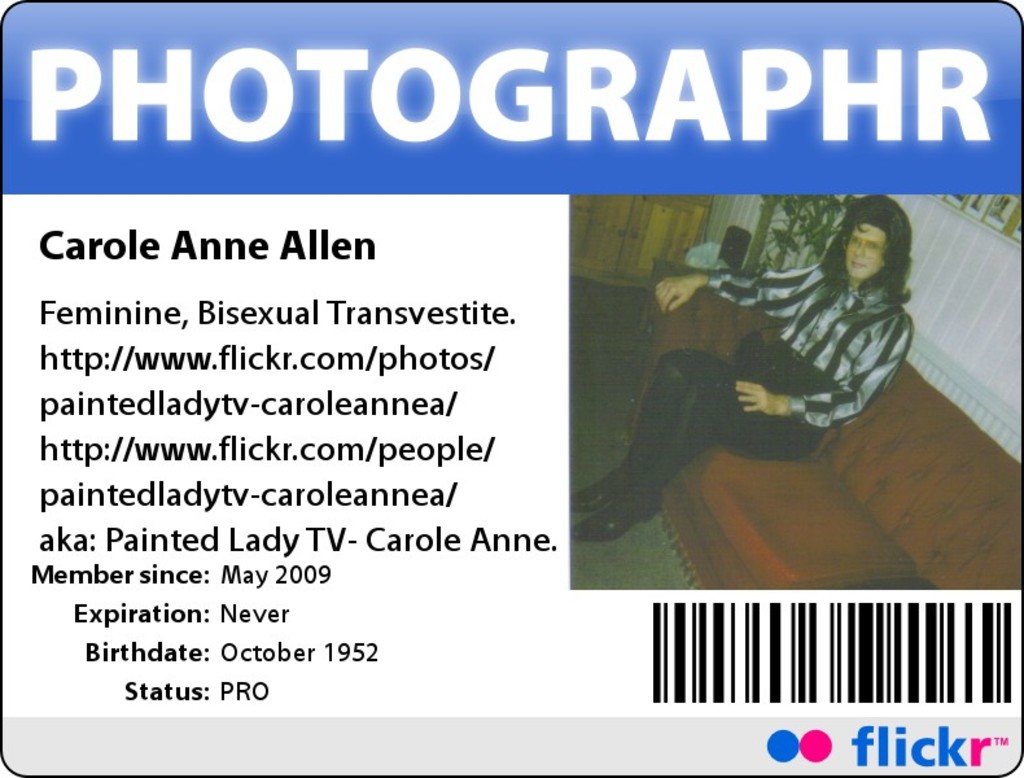 PHOTOGRAPHR
Carole Anne Allen
Feminine, Bisexual Transvestite.
http://www.flickr.com/photos/
paintedladytv-caroleannea/
http://www.flickr.com/people/
paintedladytv-caroleannea/
aka: Painted Lady TV- Carole Anne.
Member since: May 2009
Expiration: Never
Birthdate: October 1952
Status: PRO
flickr™